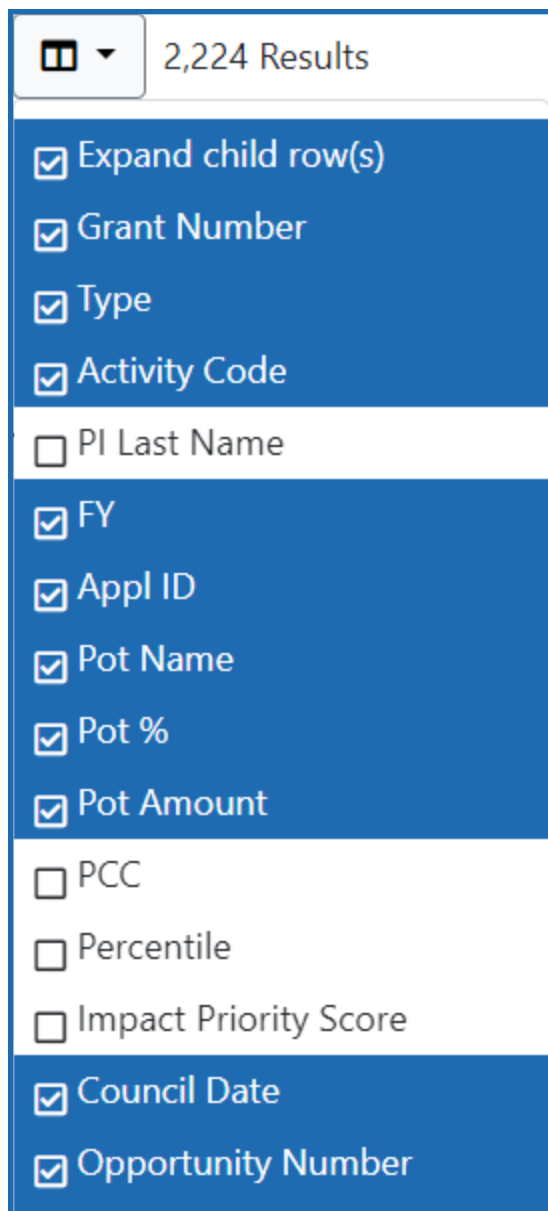 2,224 Results
Expand child row(s)
Grant Number
Type
Activity Code
PI Last Name
FY
Appl ID
Pot Name
Pot %
Pot Amount
PCC
Percentile
Impact Priority Score
Council Date
Opportunity Number